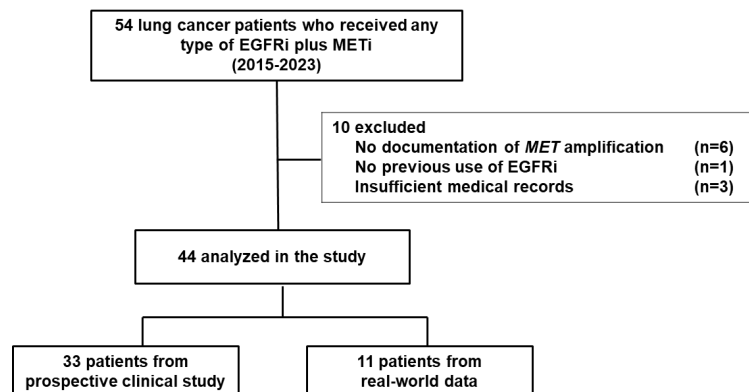 54 lung cancer patients who received any
type of EGFRi plus METi
(2015-2023)
10 excluded
No documentation of MET amplification (n=6)
No previous use of EGFRi (n=1)
Insufficient medical records (n=3)
44 analyzed in the study
33 patients from
prospective clinical study
11 patients from
real-world data